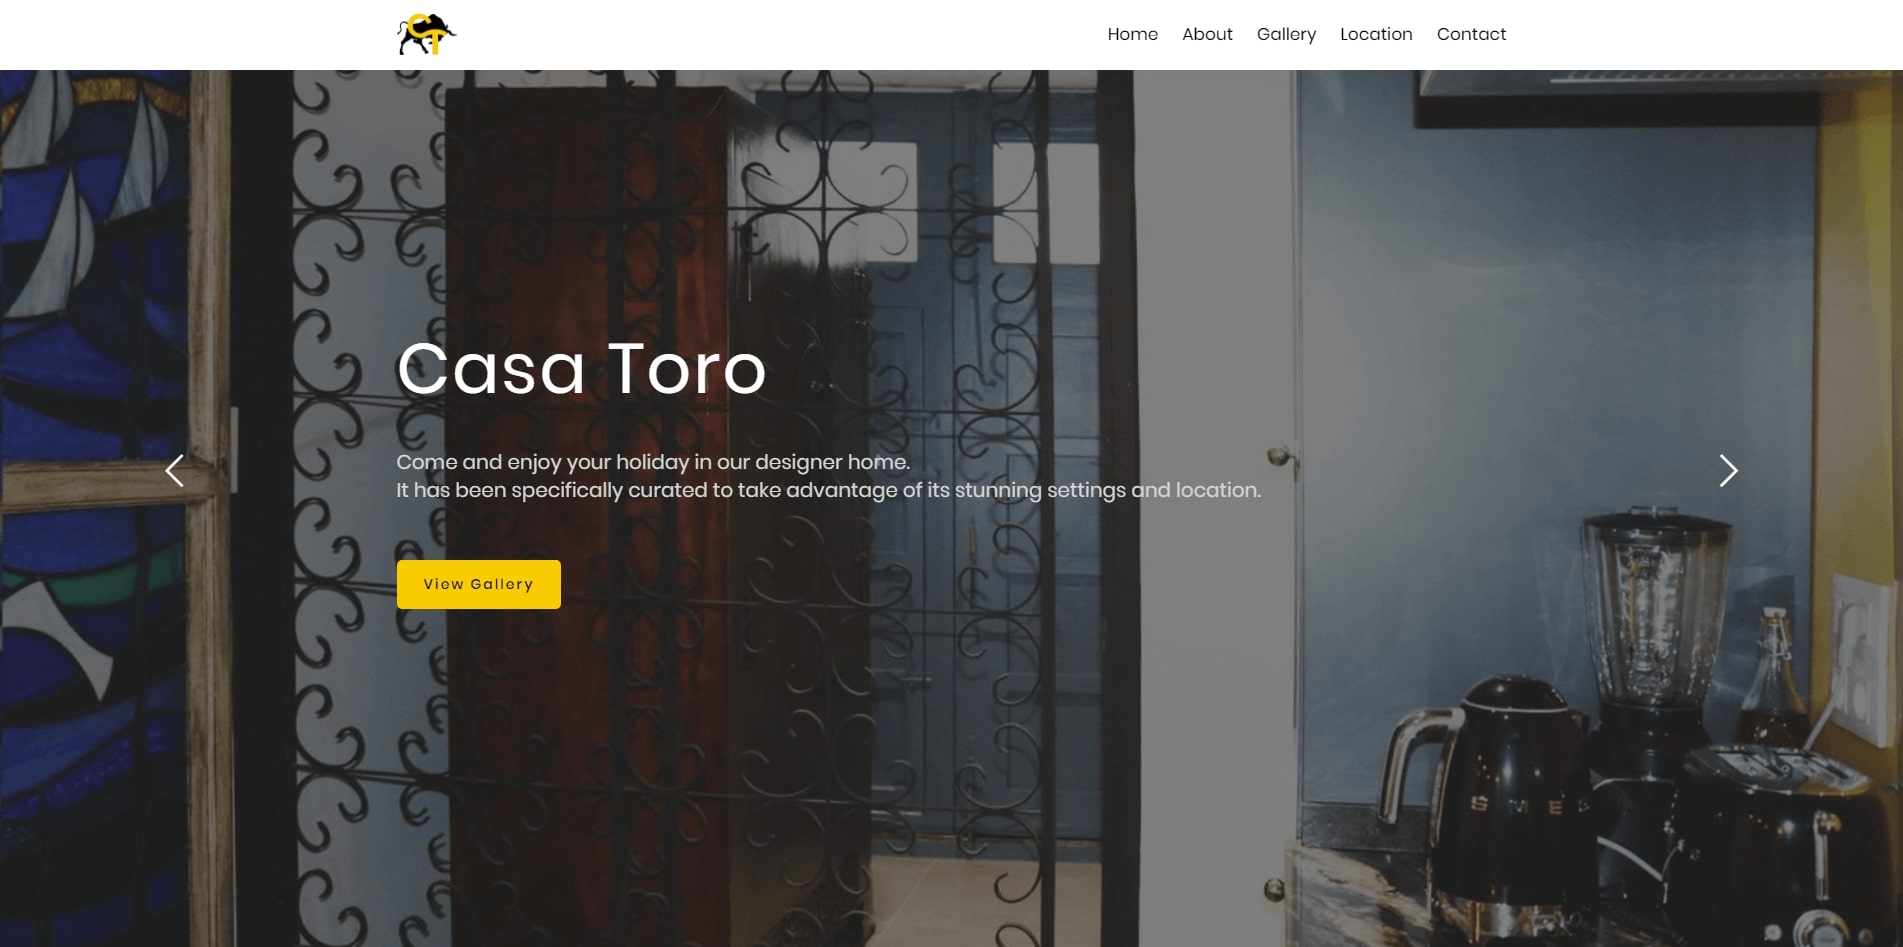 CT
Home About Gallery Location Contact
Casa Toro
Come and enjoy your holiday in our designer home.
It has been specifically curated to take advantage of its stunning settings and location.
View Gallery
SMEG